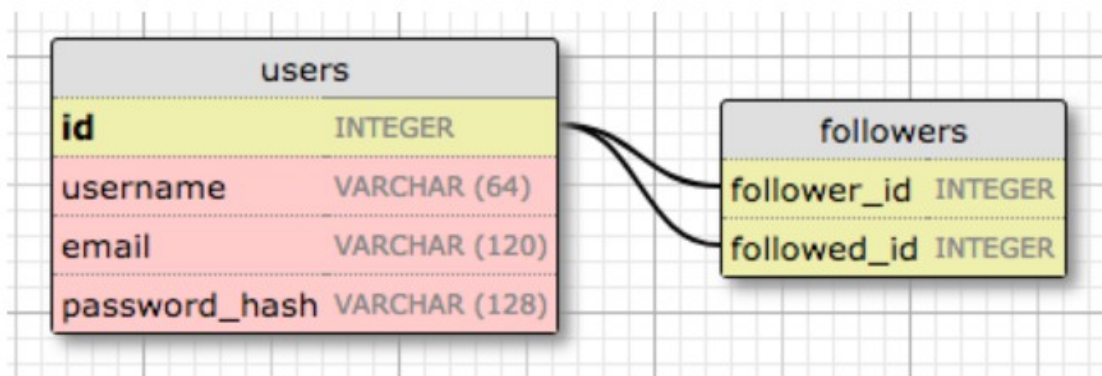 users
id INTEGER
username VARCHAR (64)
email VARCHAR (120)
password_hash VARCHAR (128)
followers
follower_id INTEGER
followed_id INTEGER